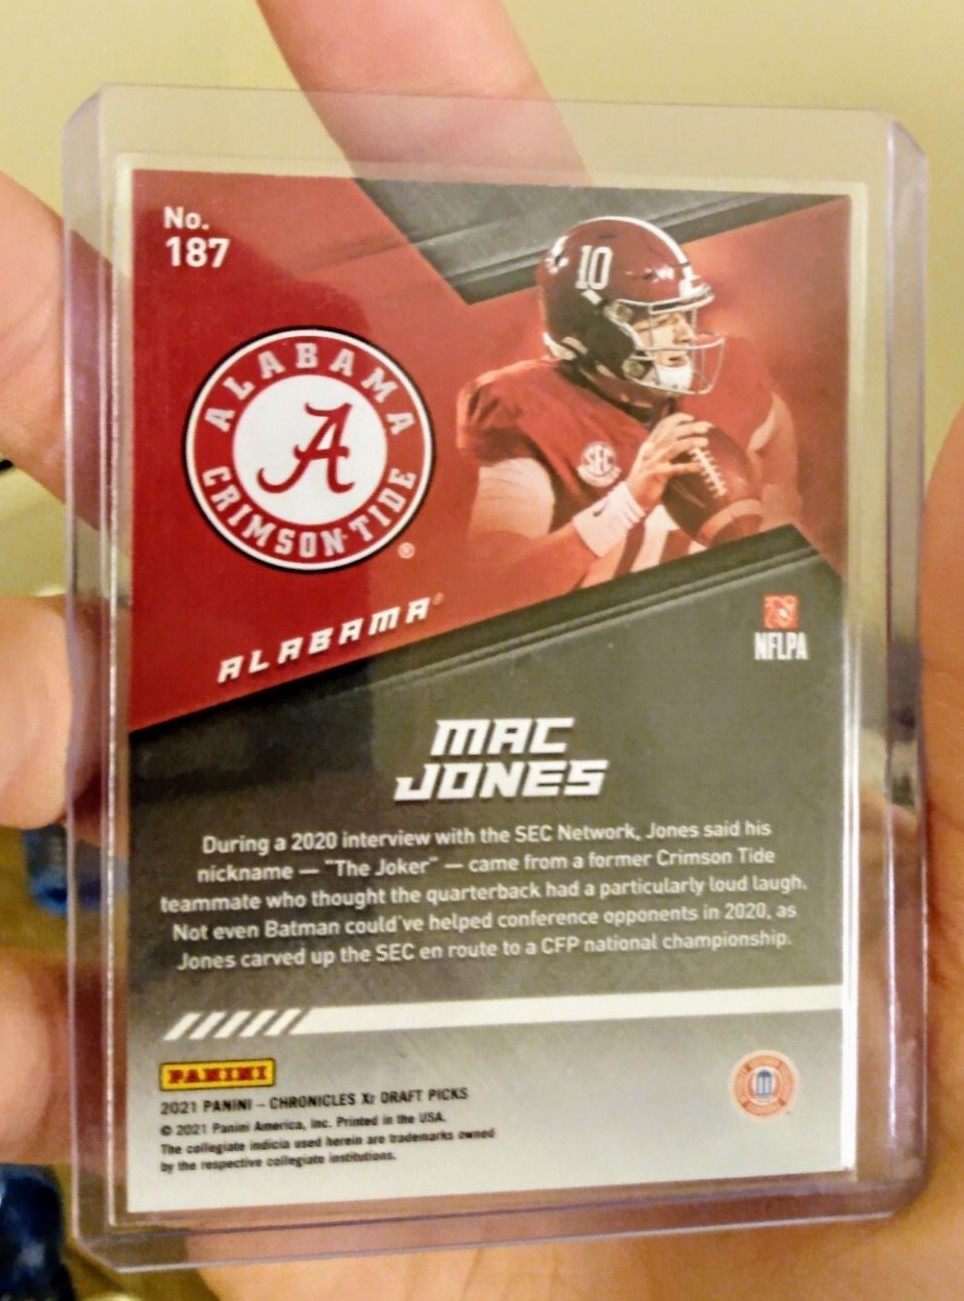 No.
187
10
ALABAMA
CRIMSON·TIDE
A
®
SEC
ALABAMA®
NFLPA
MAC
JONES
During a 2020 interview with the SEC Network, Jones said his
nickname — "The Joker" — came from a former Crimson Tide
teammate who thought the quarterback had a particularly loud laugh.
Not even Batman could've helped conference opponents in 2020, as
Jones carved up the SEC en route to a CFP national championship.
PANINI
2021 PANINI – CHRONICLES Xr DRAFT PICKS
© 2021 Panini America, Inc. Printed in the USA.
The collegiate indicia used herein are trademarks owned
by the respective collegiate institutions.